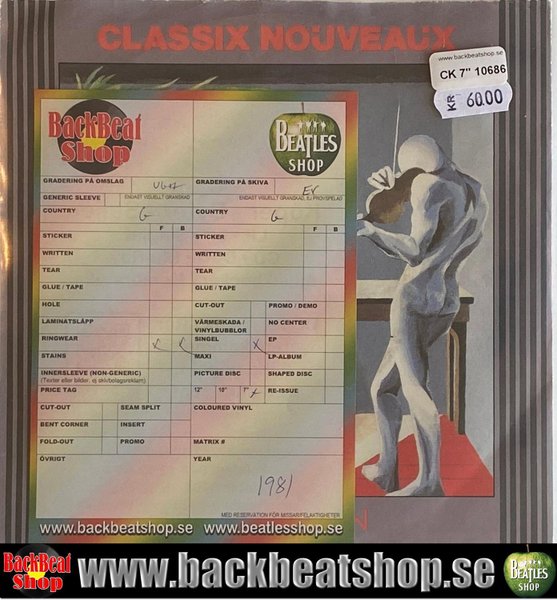 CLASSIX NOUVEAUX
www.backbeatshop.se
CK 7" 10686
KR 60.00
BackBeat
Shop
BEATLES
SHOP
GRADERING PÅ OMSLAG
GRADERING PÅ SKIVA EX
GENERIC SLEEVE ENDAST VISUELLT GRANSKAD
ENDAST VISUELLT GRANSKAD, EJ PROVSPELAD
COUNTRY G
COUNTRY G
F B F B
STICKER STICKER
WRITTEN WRITTEN
TEAR TEAR
GLUE / TAPE GLUE / TAPE
HOLE CUT-OUT PROMO / DEMO
LAMINATSLÄPP VÄRMESKADA / VINYLBUBBLOR NO CENTER
RINGWEAR x x SINGEL x EP
STAINS MAXI LP-ALBUM
INNERSLEEVE (NON-GENERIC) PICTURE DISC SHAPED DISC
(Texter eller bilder, ej skivbolagsreklam)
PRICE TAG 12" 10" 7" x RE-ISSUE
CUT-OUT SEAM SPLIT COLOURED VINYL
BENT CORNER INSERT
FOLD-OUT PROMO MATRIX #
ÖVRIGT YEAR
1981
MED RESERVATION FÖR MISSAR/FELAKTIGHETER
www.backbeatshop.se www.beatlesshop.se
BackBeat
Shop
www.backbeatshop.se
BEATLES
SHOP